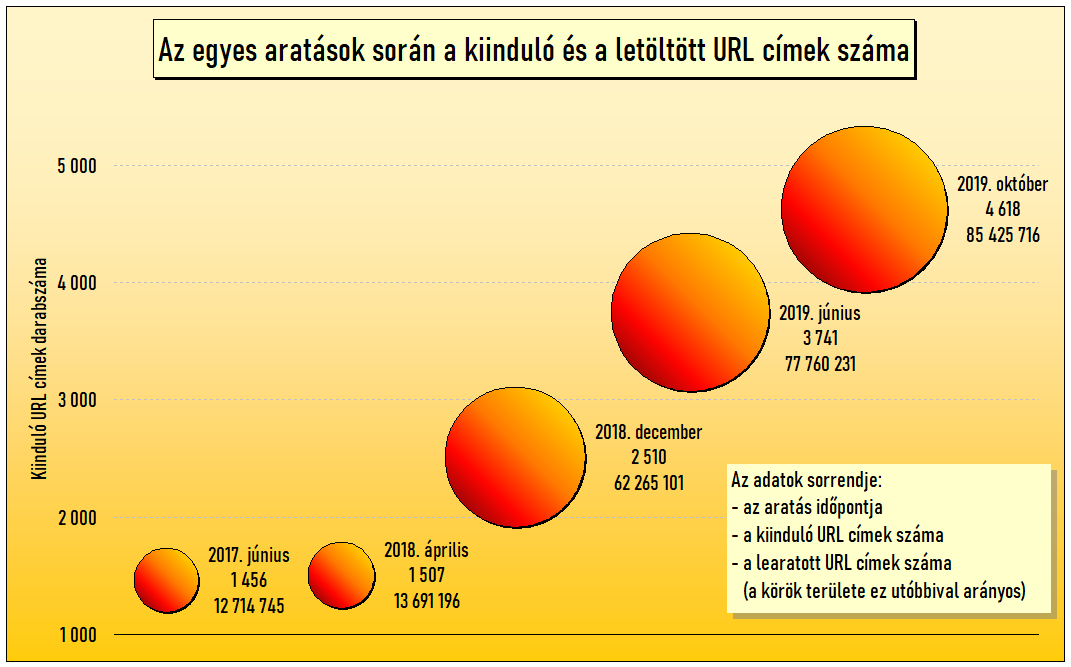 Az egyes aratások során a kiinduló és a letöltött URL címek száma
Kiinduló URL címek darabszáma
5 000
4 000
3 000
2 000
1 000
2017. június
1 456
12 714 745
2018. április
1 507
13 691 196
2018. december
2 510
62 265 101
2019. június
3 741
77 760 231
2019. október
4 618
85 425 716
Az adatok sorrendje:
- az aratás időpontja
- a kiinduló URL címek száma
- a learatott URL címek száma
(a körök területe ez utóbbival arányos)